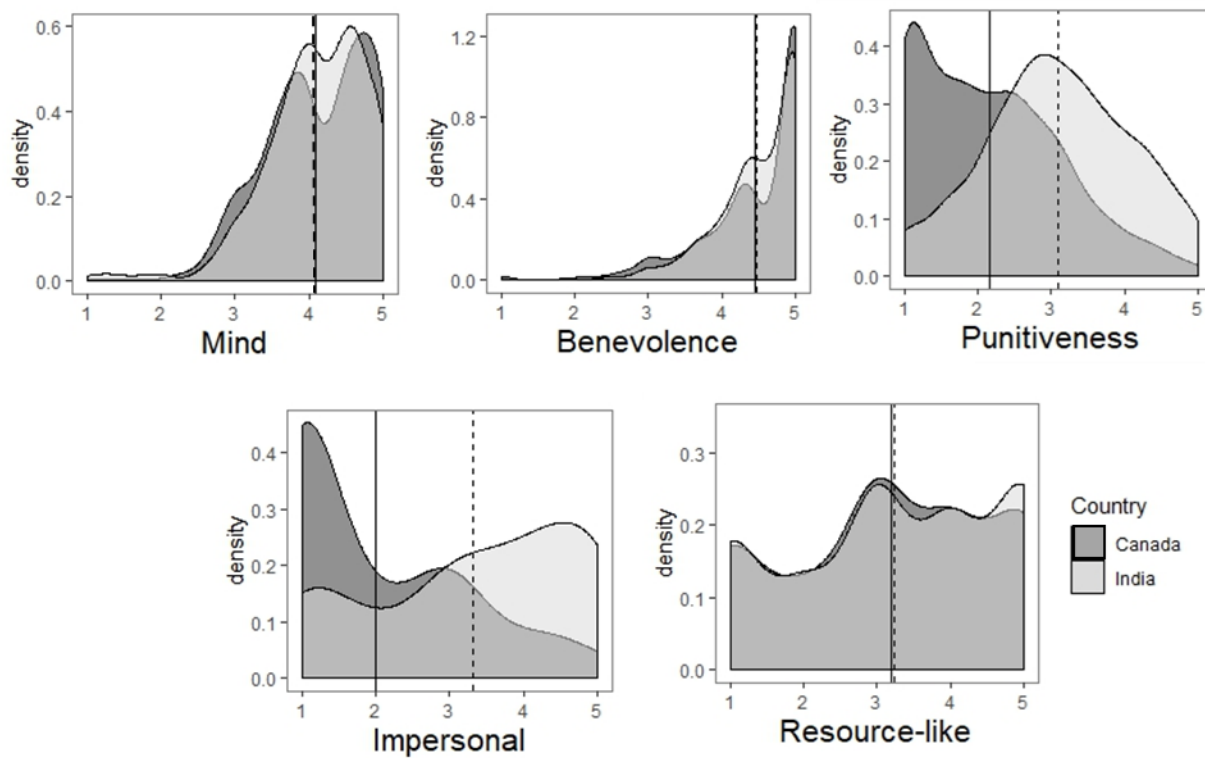 density
0.6
0.4
0.2
0.0
1 2 3 4 5
Mind
density
1.2
0.8
0.4
0.0
1 2 3 4 5
Benevolence
density
0.4
0.3
0.2
0.1
0.0
1 2 3 4 5
Punitiveness
density
0.4
0.3
0.2
0.1
0.0
1 2 3 4 5
Impersonal
density
0.3
0.2
0.1
0.0
1 2 3 4 5
Resource-like
Country
Canada
India